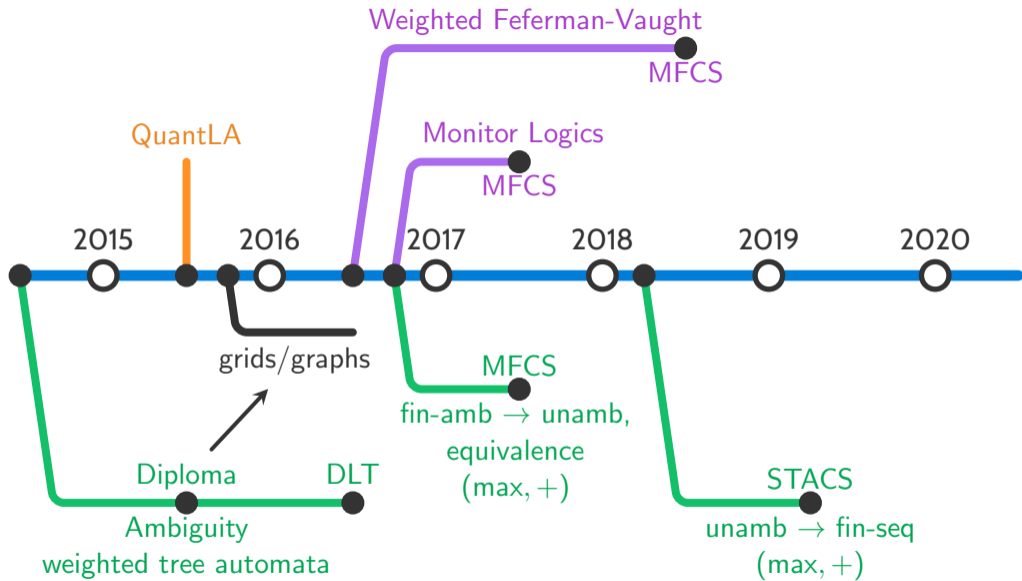 Weighted Feferman-Vaught
MFCS
QuantLA
Monitor Logics
MFCS
2015
2016
2017
2018
2019
2020
grids/graphs
MFCS
fin-amb → unamb,
equivalence
(max, +)
Diploma
DLT
STACS
Ambiguity
weighted tree automata
unamb → fin-seq
(max, +)